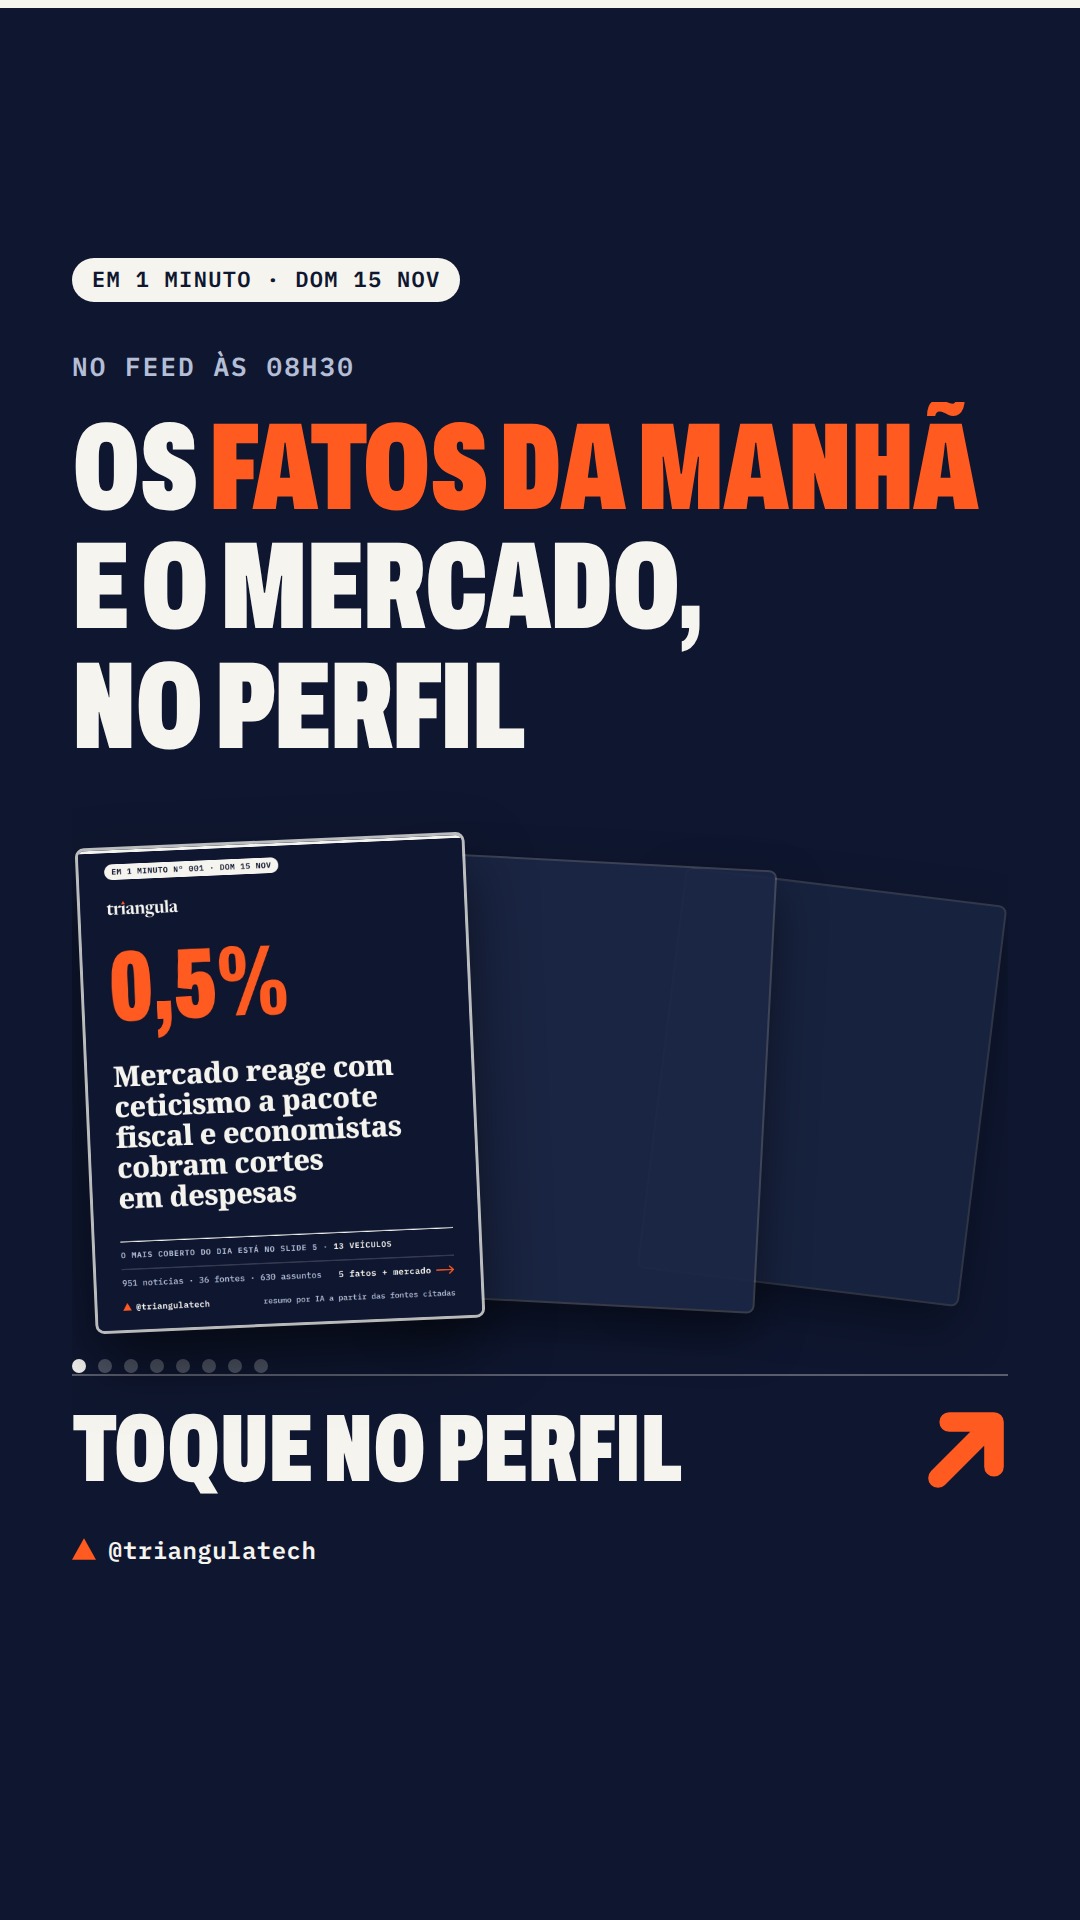 EM 1 MINUTO · DOM 15 NOV
NO FEED ÀS 08H30
OS FATOS DA MANHÃ
E O MERCADO,
NO PERFIL
EM 1 MINUTO Nº 001 · DOM 15 NOV
triangula
0,5%
Mercado reage com
ceticismo a pacote
fiscal e economistas
cobram cortes
em despesas
O MAIS COBERTO DO DIA ESTÁ NO SLIDE 5 · 13 VEÍCULOS
951 notícias · 36 fontes · 630 assuntos 5 fatos + mercado →
@triangulatech resumo por IA a partir das fontes citadas
TOQUE NO PERFIL
@triangulatech